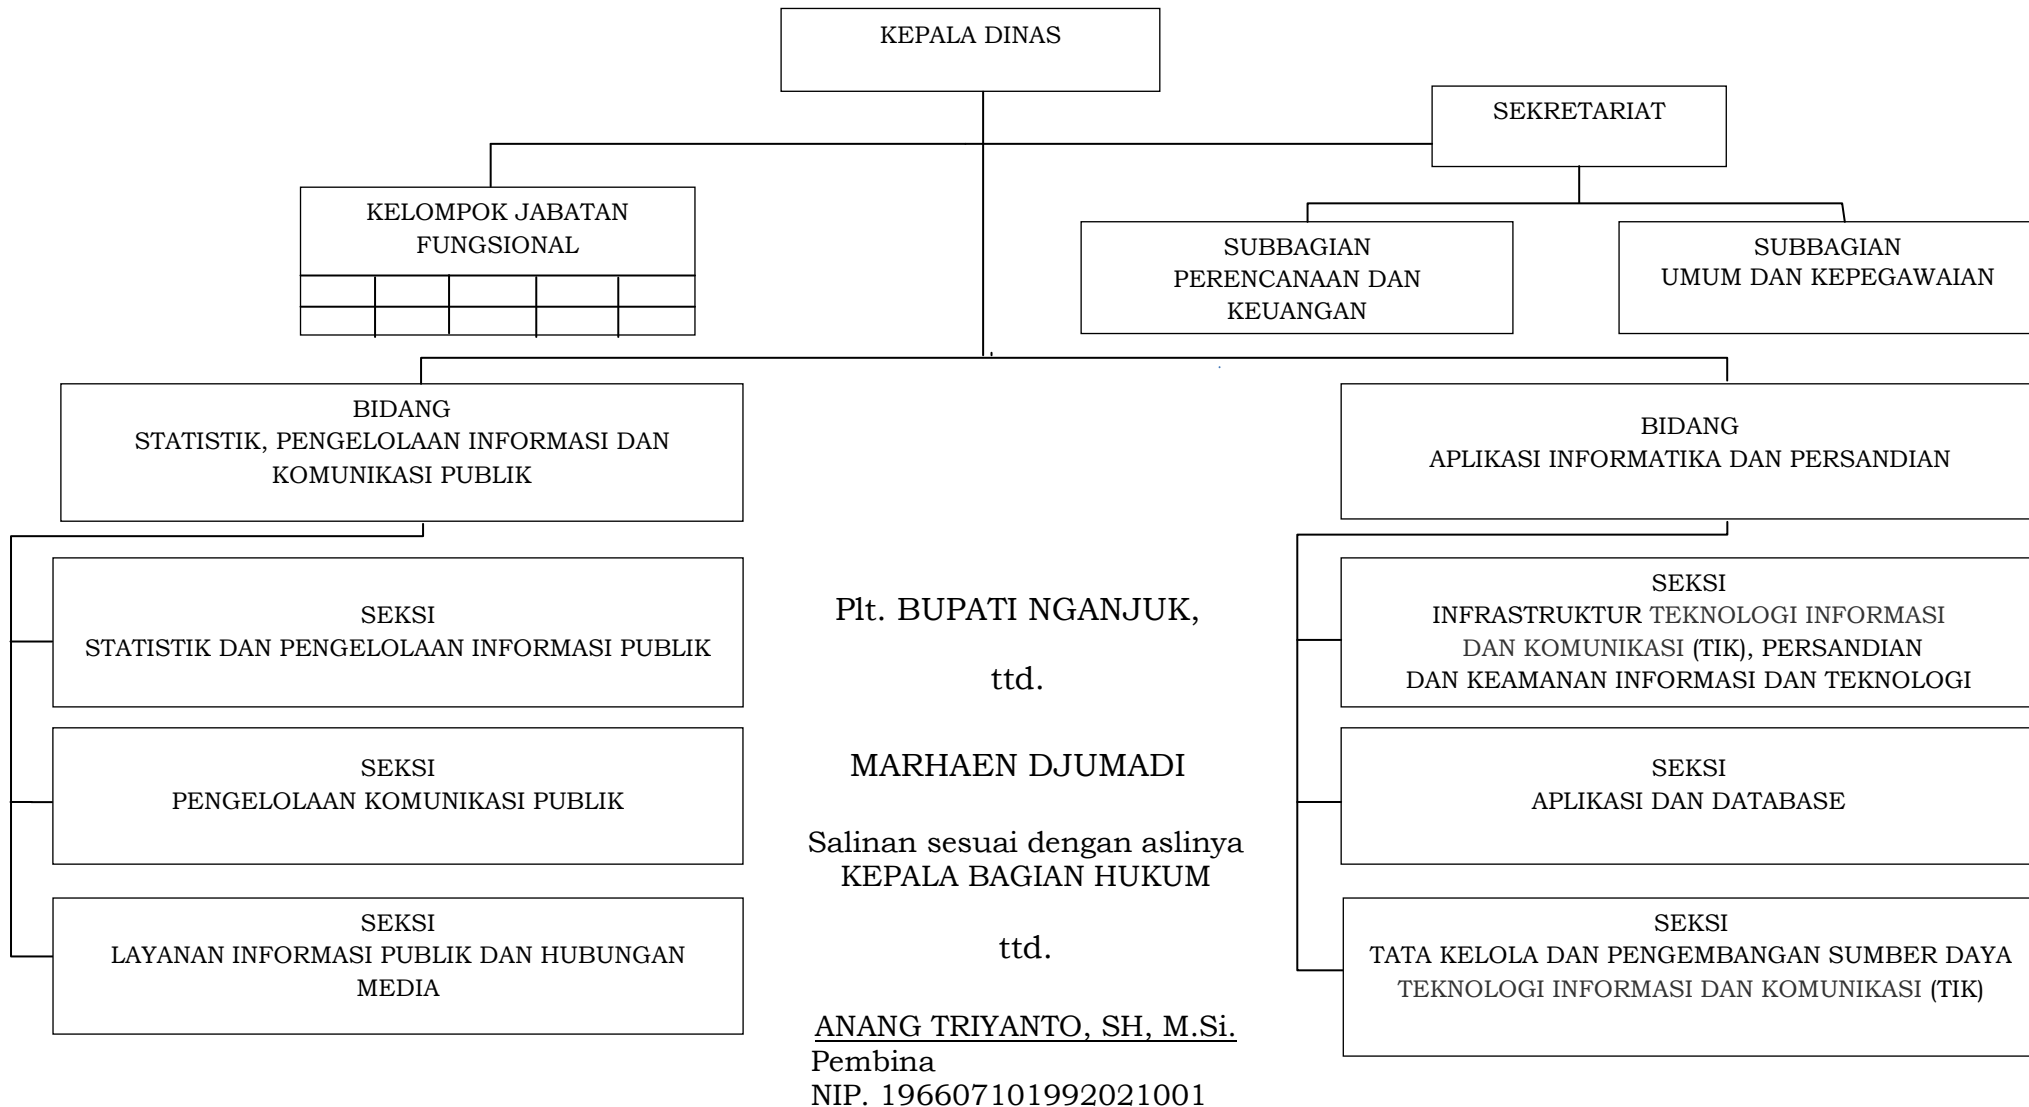 KEPALA DINAS
SEKRETARIAT
KELOMPOK JABATAN
FUNGSIONAL
SUBBAGIAN
PERENCANAAN DAN
KEUANGAN
SUBBAGIAN
UMUM DAN KEPEGAWAIAN
BIDANG
STATISTIK, PENGELOLAAN INFORMASI DAN
KOMUNIKASI PUBLIK
BIDANG
APLIKASI INFORMATIKA DAN PERSANDIAN
SEKSI
STATISTIK DAN PENGELOLAAN INFORMASI PUBLIK
SEKSI
PENGELOLAAN KOMUNIKASI PUBLIK
SEKSI
LAYANAN INFORMASI PUBLIK DAN HUBUNGAN
MEDIA
Plt. BUPATI NGANJUK,
ttd.
MARHAEN DJUMADI
Salinan sesuai dengan aslinya
KEPALA BAGIAN HUKUM
ttd.
ANANG TRIYANTO, SH, M.Si.
Pembina
NIP. 196607101992021001
SEKSI
INFRASTRUKTUR TEKNOLOGI INFORMASI
DAN KOMUNIKASI (TIK), PERSANDIAN
DAN KEAMANAN INFORMASI DAN TEKNOLOGI
SEKSI
APLIKASI DAN DATABASE
SEKSI
TATA KELOLA DAN PENGEMBANGAN SUMBER DAYA
TEKNOLOGI INFORMASI DAN KOMUNIKASI (TIK)